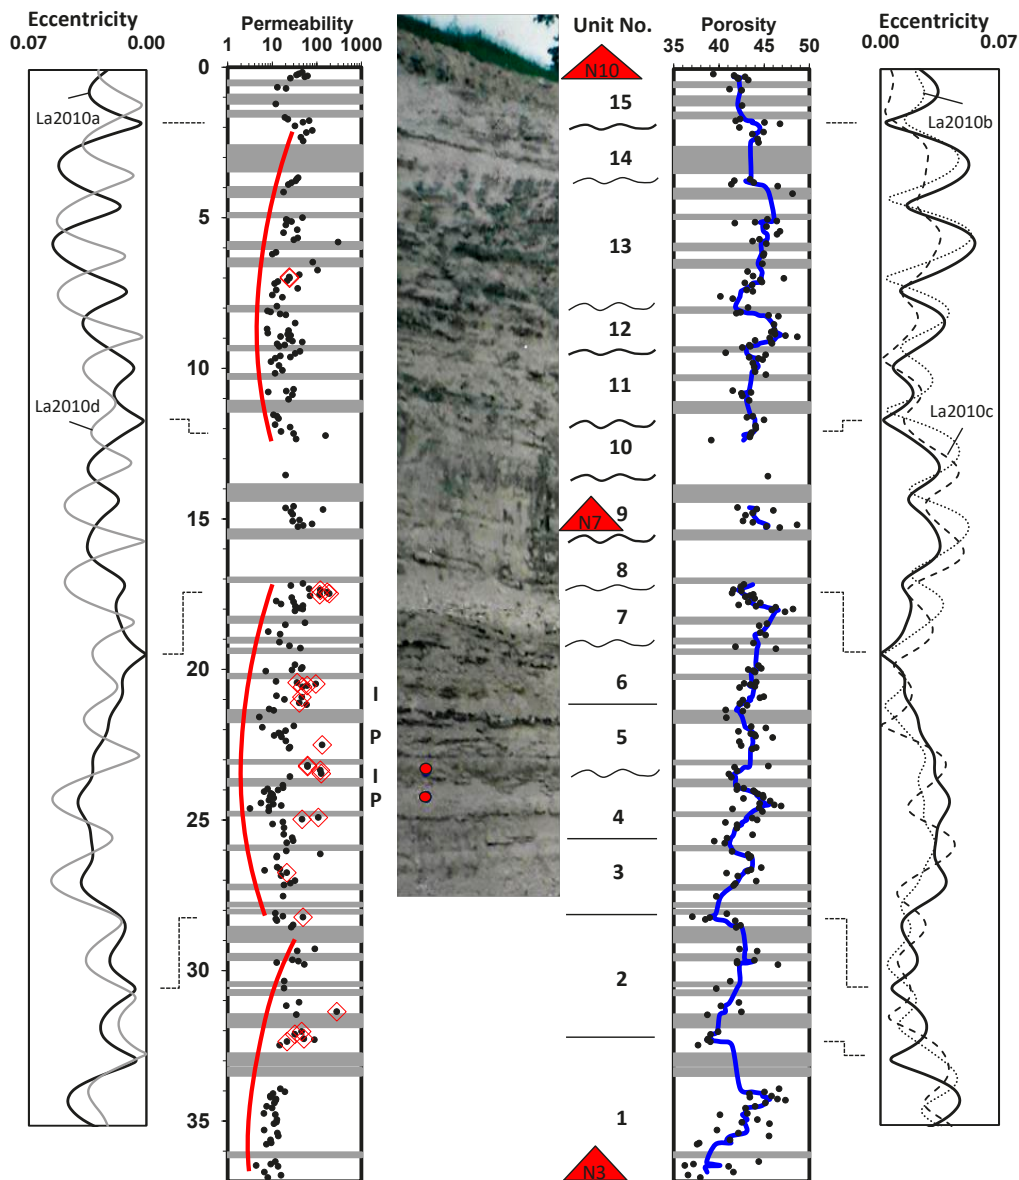 Eccentricity Permeability Unit No. Porosity Eccentricity
0.07 0.00 1 10 100 1000 35 40 45 50 0.00 0.07
0
N10
15
La2010a
La2010b
14
5
13
12
10
11
La2010d
La2010c
10
15
N7
9
8
7
20
6
I
P
5
I
P
25
4
3
30
2
35
1
N3